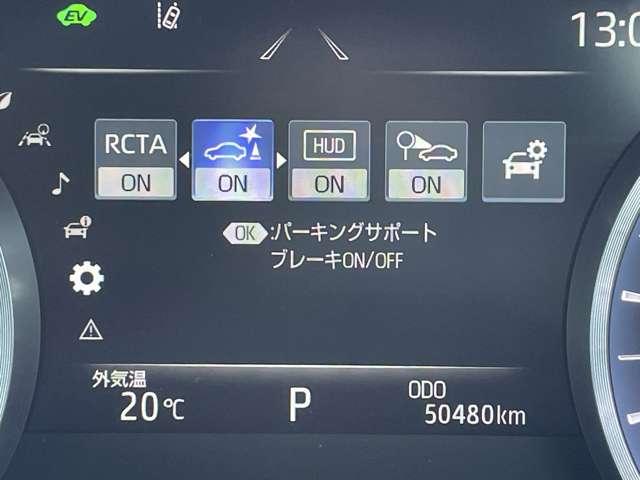 EV
13:0
RCTA
ON
ON
HUD
ON
ON
OK :パーキングサポート
ブレーキON/OFF
外気温
20℃
P
ODO
50480km